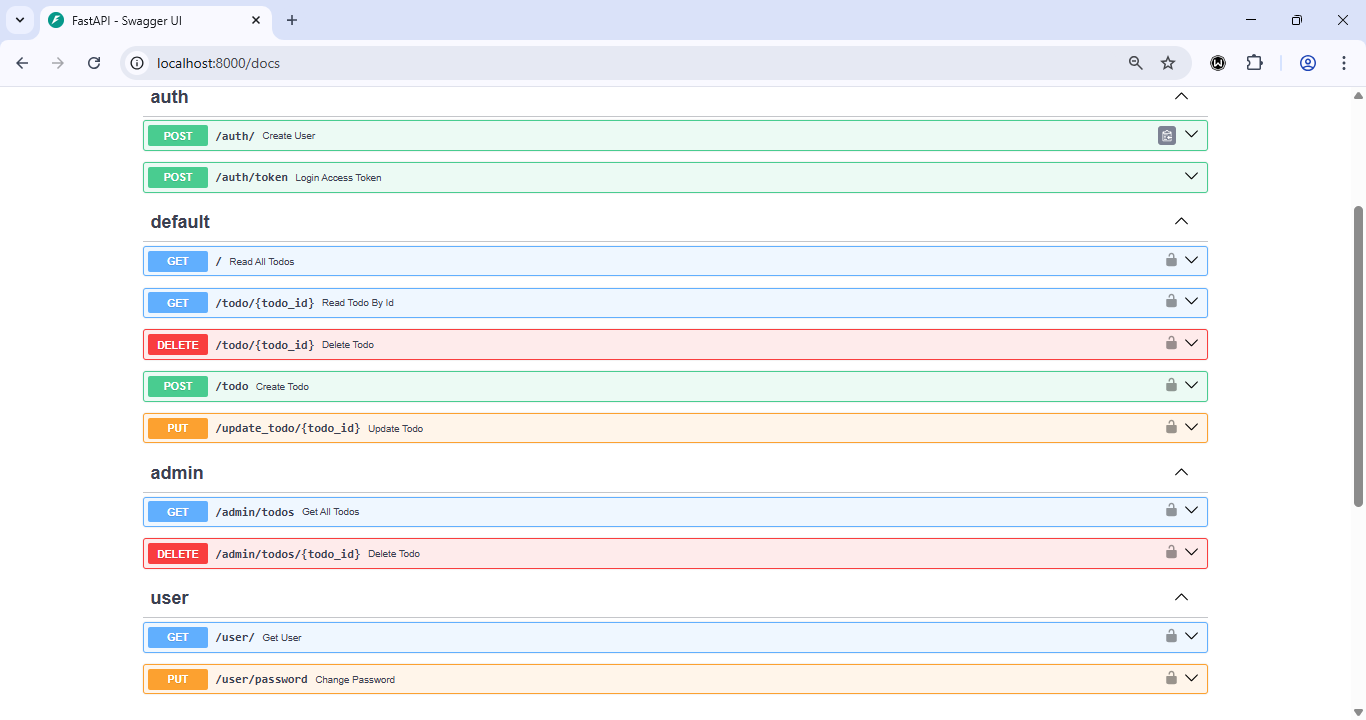 FastAPI - Swagger UI
localhost:8000/docs
auth
POST /auth/ Create User
POST /auth/token Login Access Token
default
GET / Read All Todos
GET /todo/{todo_id} Read Todo By Id
DELETE /todo/{todo_id} Delete Todo
POST /todo Create Todo
PUT /update_todo/{todo_id} Update Todo
admin
GET /admin/todos Get All Todos
DELETE /admin/todos/{todo_id} Delete Todo
user
GET /user/ Get User
PUT /user/password Change Password